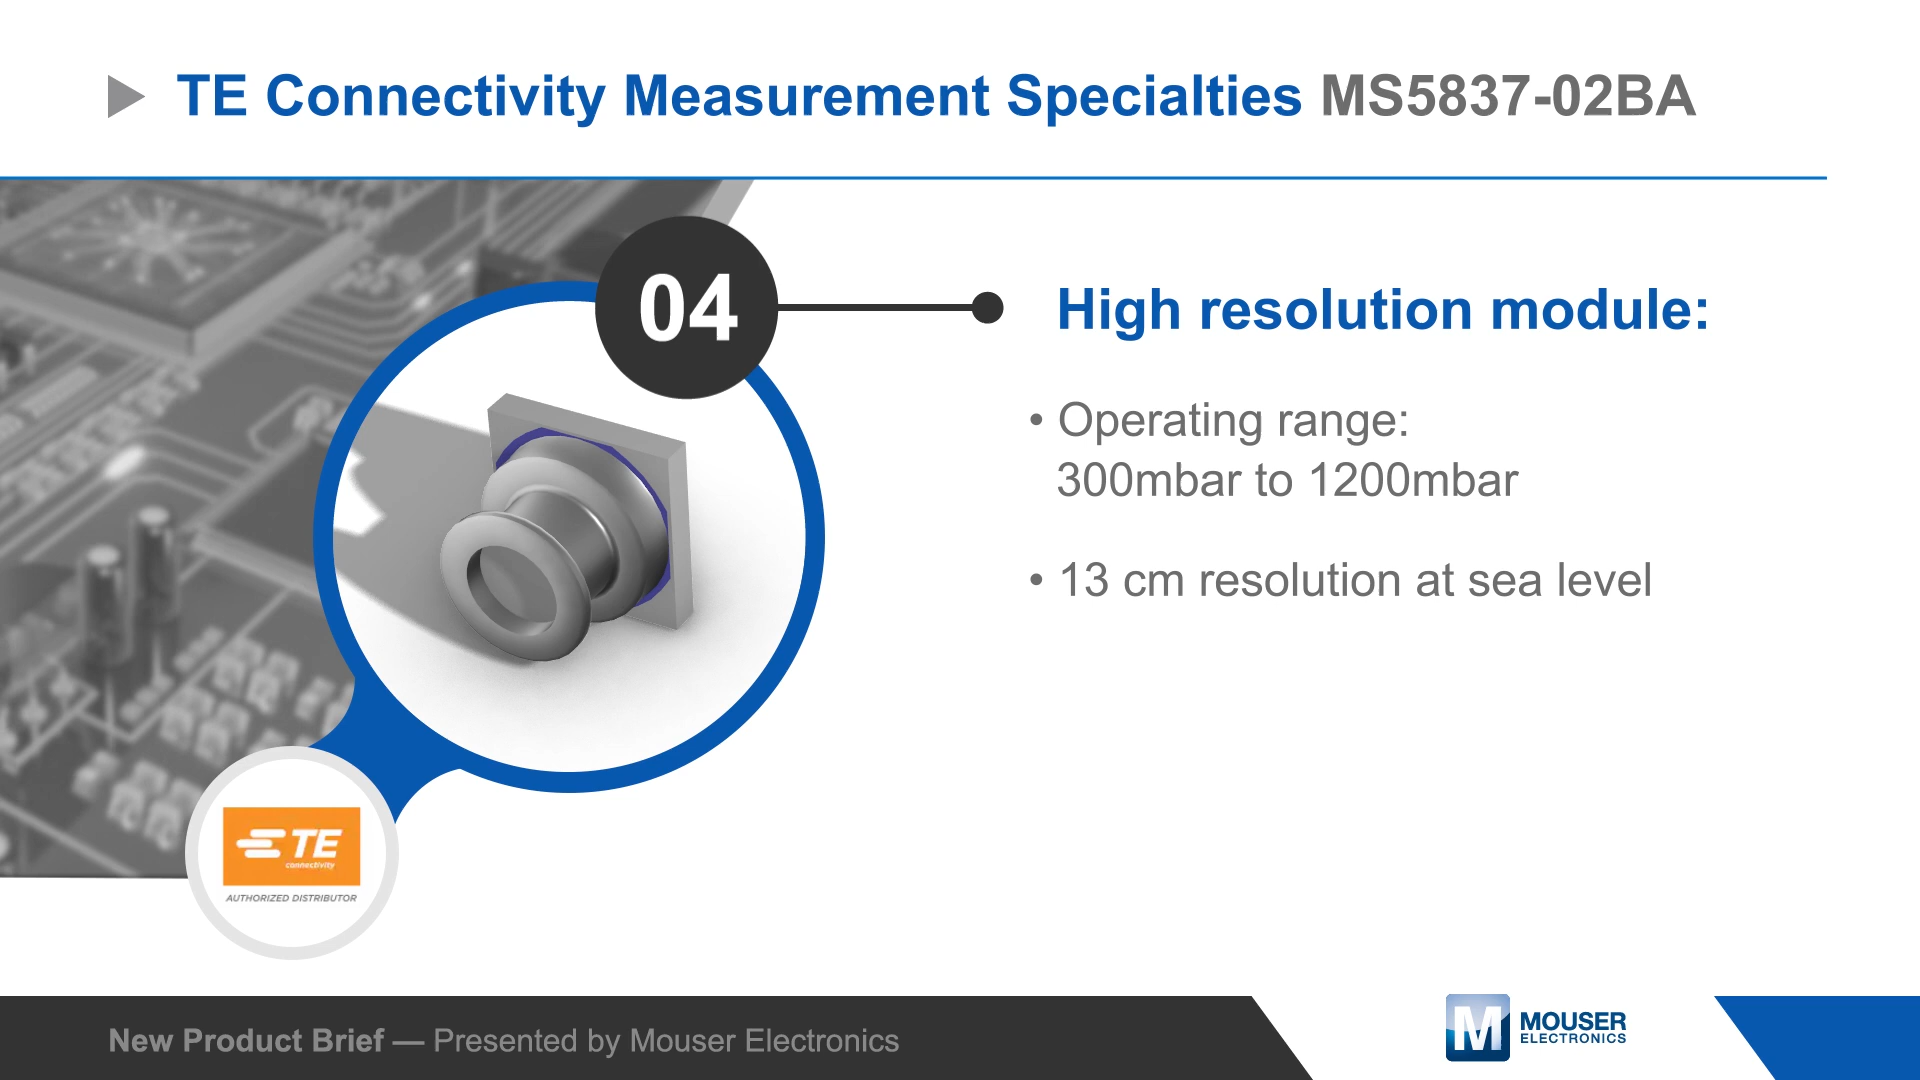 TE Connectivity Measurement Specialties MS5837-02BA
04
High resolution module:
• Operating range:
300mbar to 1200mbar
• 13 cm resolution at sea level
TE
connectivity
AUTHORIZED DISTRIBUTOR
New Product Brief — Presented by Mouser Electronics
M
MOUSER
ELECTRONICS